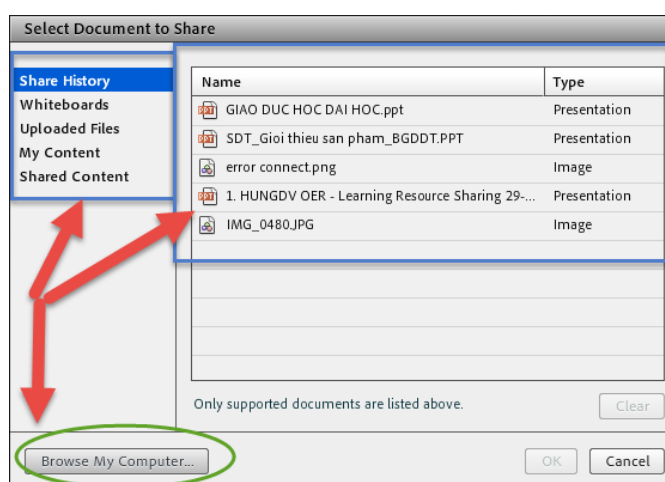 Select Document to Share
Share History
Whiteboards
Uploaded Files
My Content
Shared Content
Name Type
GIAO DUC HOC DAI HOC.ppt Presentation
SDT_Gioi thieu san pham_BGDDT.PPT Presentation
error connect.png Image
1. HUNGDV OER - Learning Resource Sharing 29-... Presentation
IMG_0480.JPG Image
Only supported documents are listed above.
Clear
Browse My Computer...
OK Cancel